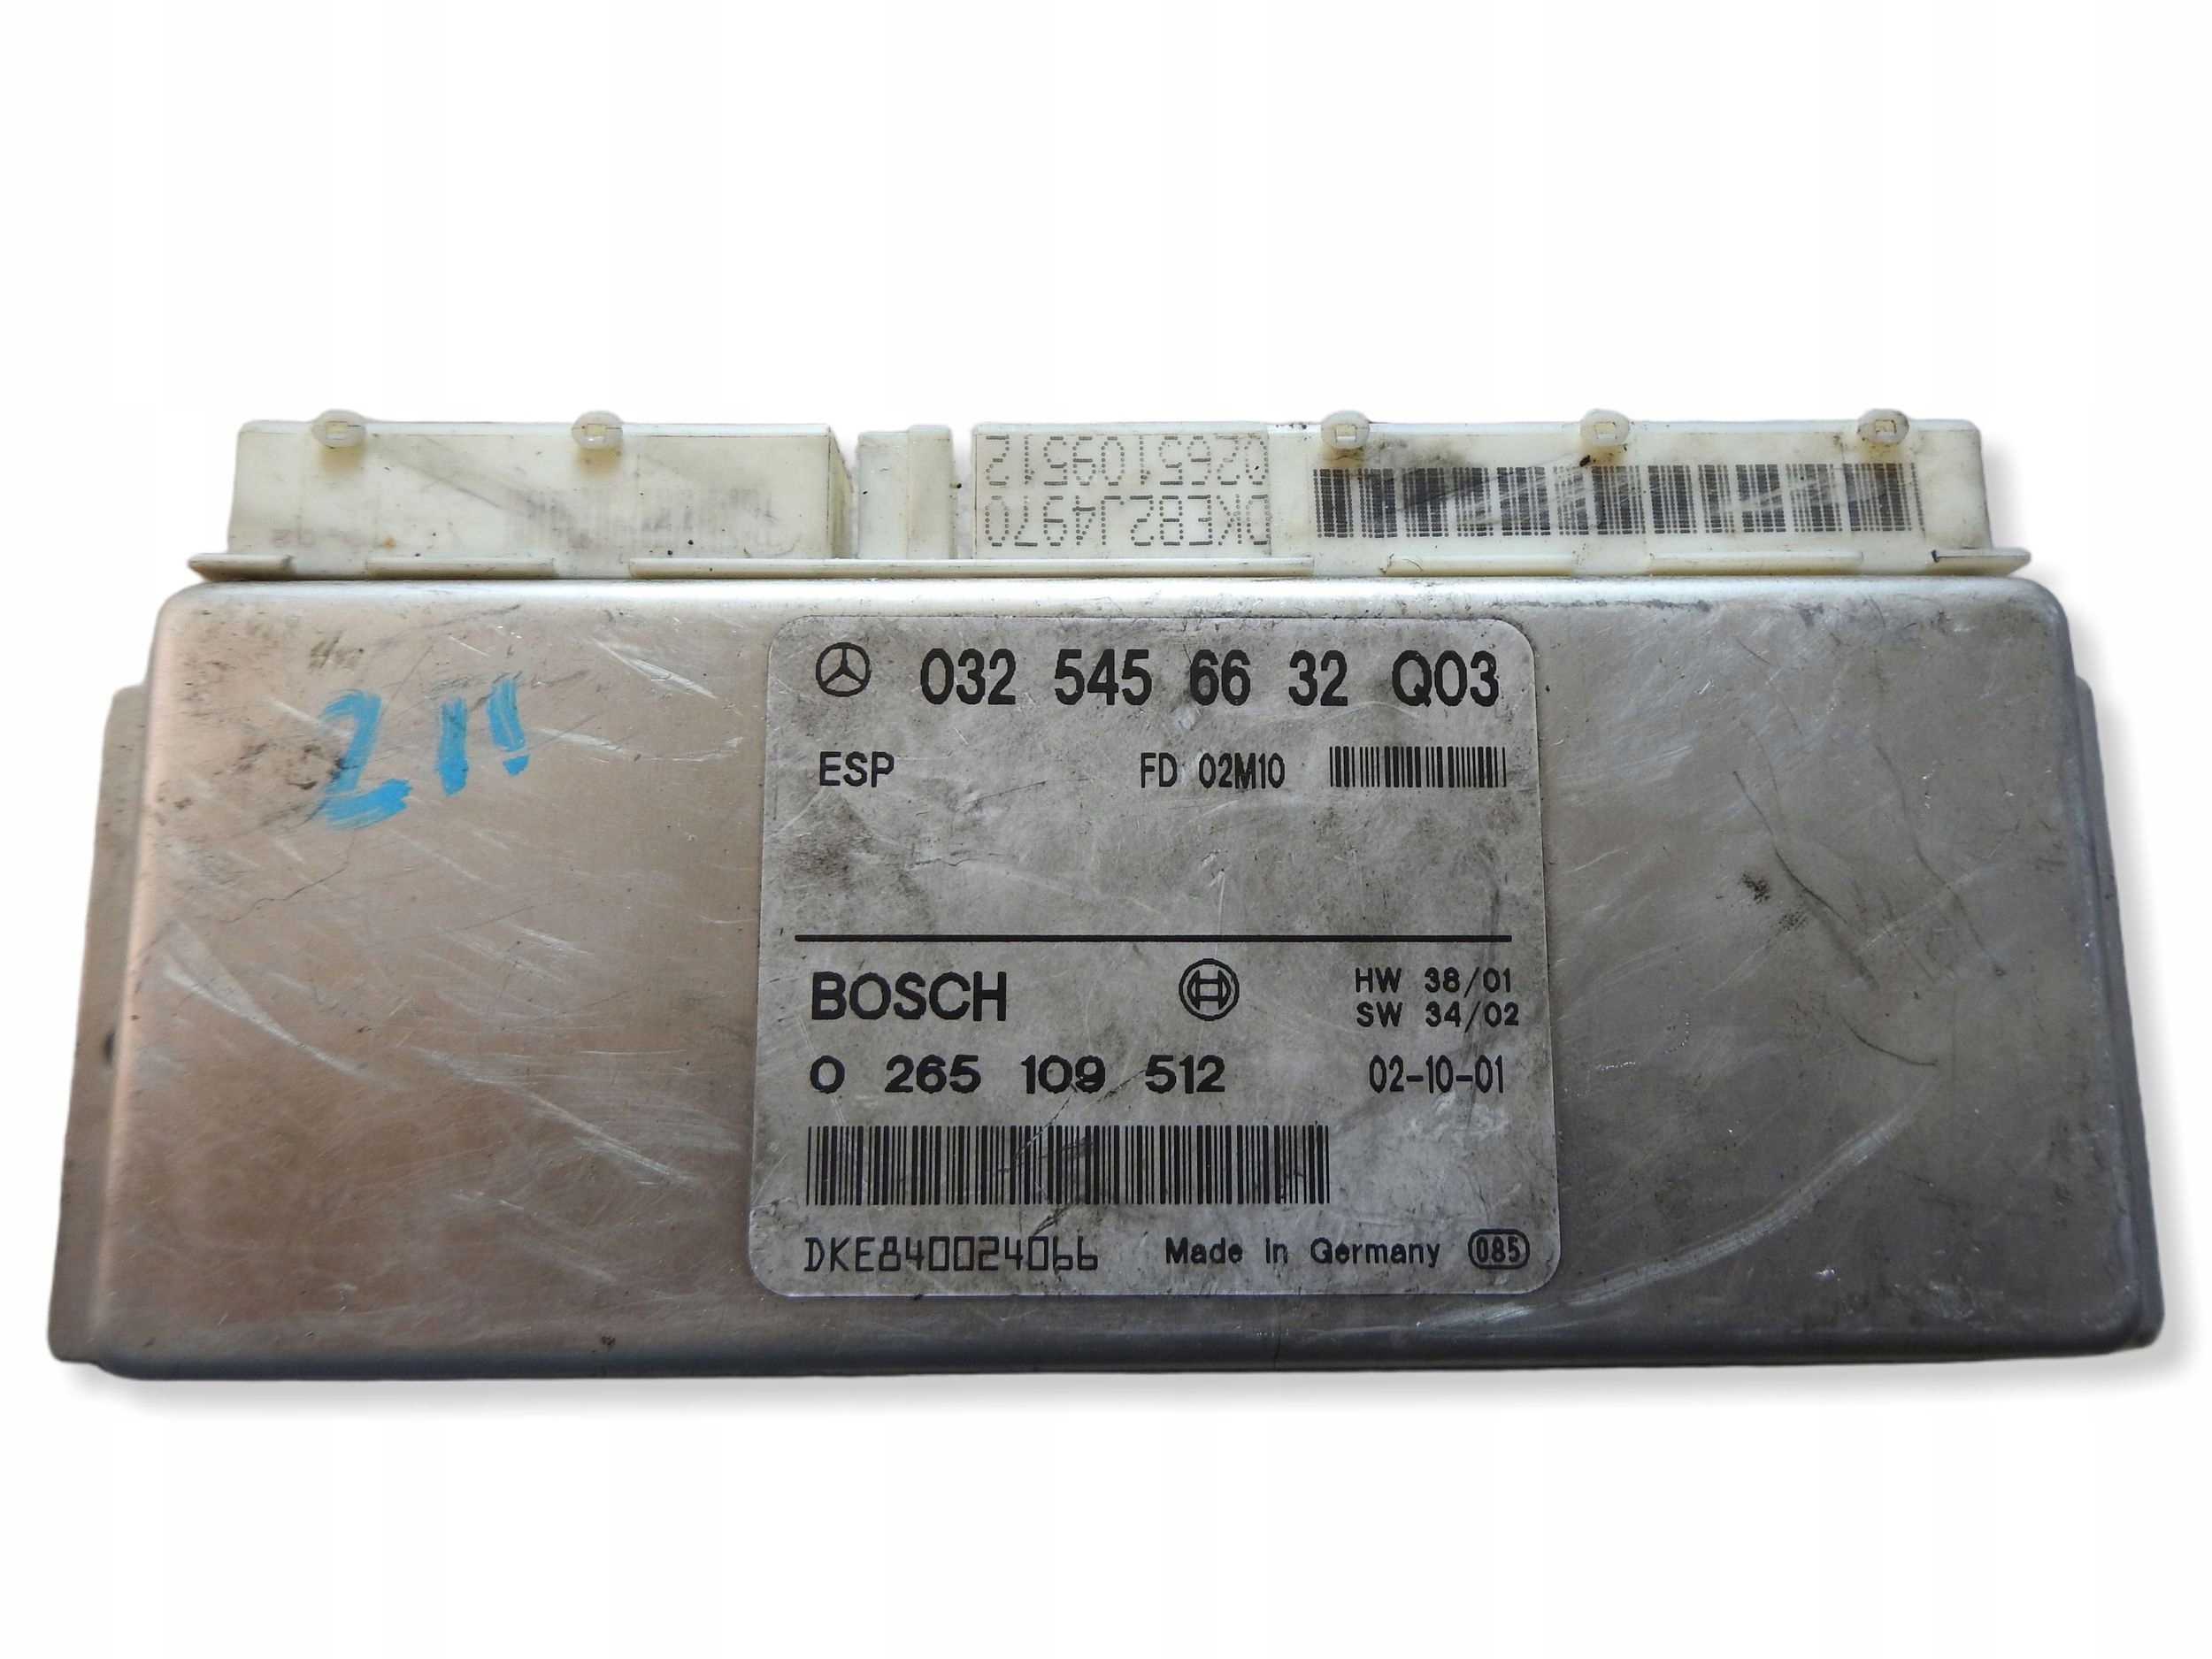 0265109512
DKE82J4970
211
032 545 66 32 Q03
ESP FD 02M10
BOSCH HW 38/01
SW 34/02
0 265 109 512 02-10-01
DKE840024066 Made in Germany 085